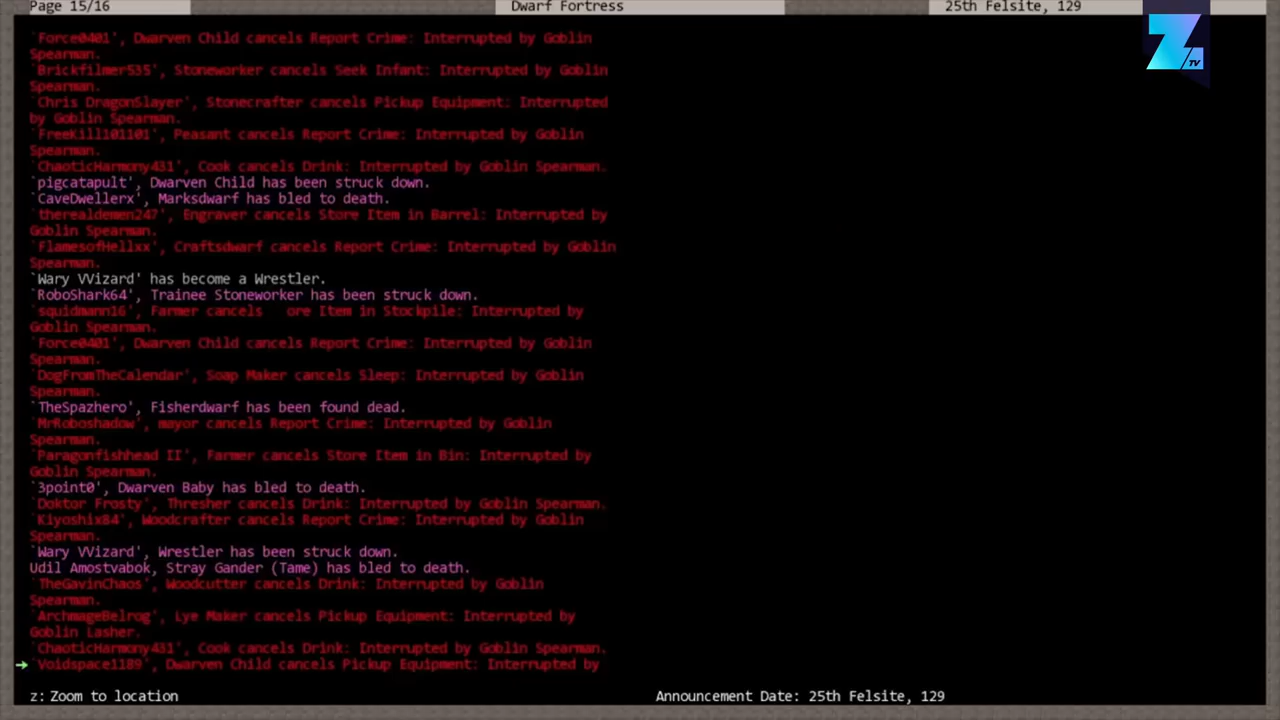 Page 15/16 Dwarf Fortress 25th Felsite, 129
Z TV
`Force0401', Dwarven Child cancels Report Crime: Interrupted by Goblin
Spearman.
`Brickfilmer535', Stoneworker cancels Seek Infant: Interrupted by Goblin
Spearman.
`Chris DragonSlayer', Stonecrafter cancels Pickup Equipment: Interrupted
by Goblin Spearman.
`FreeKill101101', Peasant cancels Report Crime: Interrupted by Goblin
Spearman.
`ChaoticHarmony431', Cook cancels Drink: Interrupted by Goblin Spearman.
`pigcatapult', Dwarven Child has been struck down.
`CaveDwellerx', Marksdwarf has bled to death.
`therealdemen247', Engraver cancels Store Item in Barrel: Interrupted by
Goblin Spearman.
`FlamesofHellxx', Craftsdwarf cancels Report Crime: Interrupted by Goblin
Spearman.
`Wary VVizard' has become a Wrestler.
`RoboShark64', Trainee Stoneworker has been struck down.
`squidmann16', Farmer cancels ore Item in Stockpile: Interrupted by
Goblin Spearman.
`Force0401', Dwarven Child cancels Report Crime: Interrupted by Goblin
Spearman.
`DogFromTheCalendar', Soap Maker cancels Sleep: Interrupted by Goblin
Spearman.
`TheSpazhero', Fisherdwarf has been found dead.
`MrRoboshadow', mayor cancels Report Crime: Interrupted by Goblin
Spearman.
`Paragonfishhead II', Farmer cancels Store Item in Bin: Interrupted by
Goblin Spearman.
`3point0', Dwarven Baby has bled to death.
`Doktor Frosty', Thresher cancels Drink: Interrupted by Goblin Spearman.
`Kiyoshix84', Woodcrafter cancels Report Crime: Interrupted by Goblin
Spearman.
`Wary VVizard', Wrestler has been struck down.
Udil Amostvabok, Stray Gander (Tame) has bled to death.
`TheGavinChaos', Woodcutter cancels Drink: Interrupted by Goblin
Spearman.
`ArchmageBelrog', Lye Maker cancels Pickup Equipment: Interrupted by
Goblin Lasher.
`ChaoticHarmony431', Cook cancels Drink: Interrupted by Goblin Spearman.
`Voidspace1189', Dwarven Child cancels Pickup Equipment: Interrupted by
z: Zoom to location Announcement Date: 25th Felsite, 129